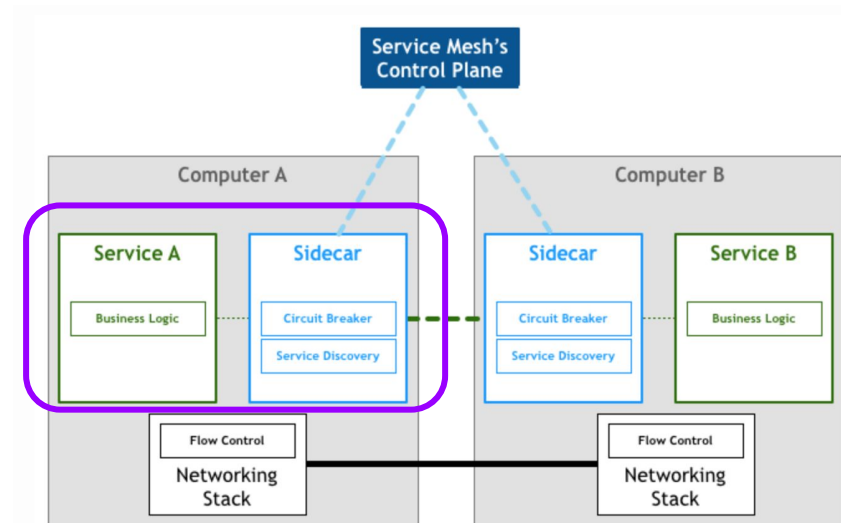 Service Mesh's
Control Plane
Computer A
Computer B
Service A
Sidecar
Sidecar
Service B
Business Logic
Circuit Breaker
Circuit Breaker
Business Logic
Service Discovery
Service Discovery
Flow Control
Flow Control
Networking
Stack
Networking
Stack